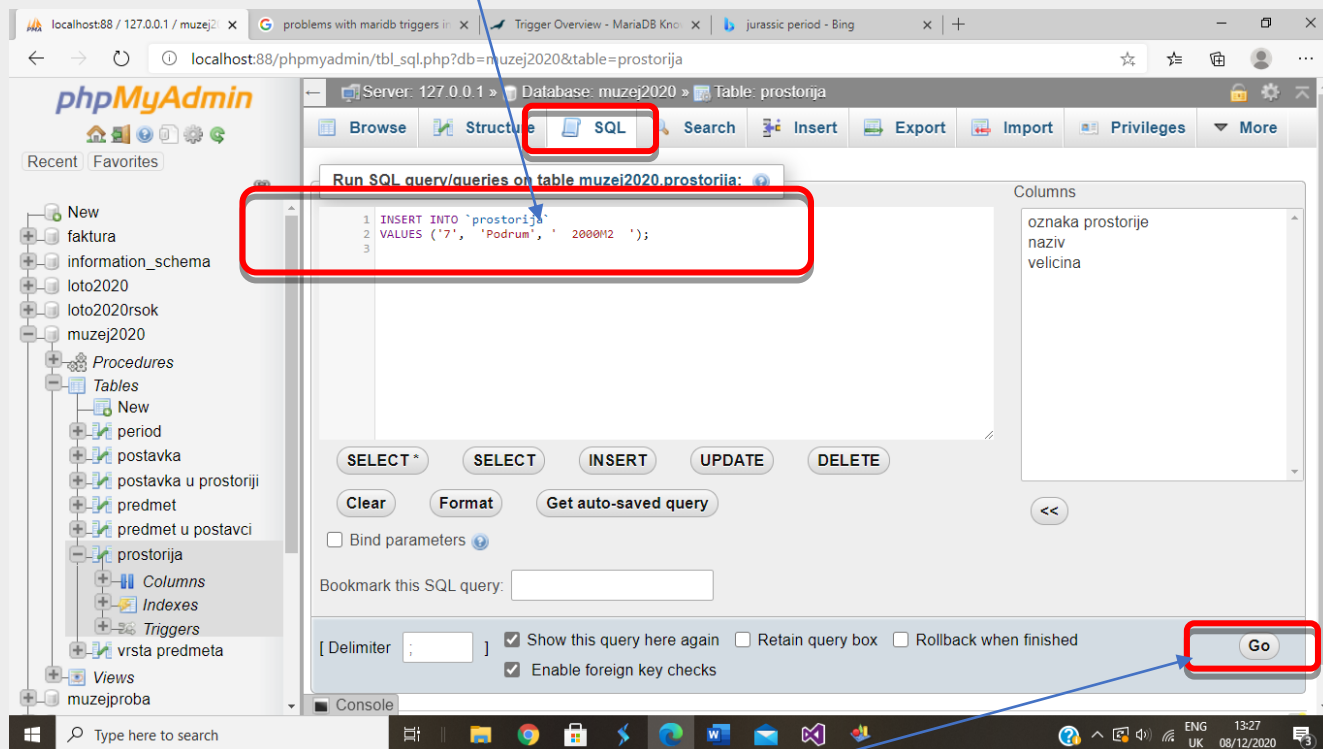 localhost:88 / 127.0.0.1 / muzej2
problems with maridb triggers in
Trigger Overview - MariaDB Kno
jurassic period - Bing
localhost:88/phpmyadmin/tbl_sql.php?db=muzej2020&table=prostorija
phpMyAdmin
Recent Favorites
New
faktura
information_schema
loto2020
loto2020rsok
muzej2020
Procedures
Tables
New
period
postavka
postavka u prostoriji
predmet
predmet u postavci
prostorija
Columns
Indexes
Triggers
vrsta predmeta
Views
muzejproba
Server: 127.0.0.1 » Database: muzej2020 » Table: prostorija
Browse Structure SQL Search Insert Export Import Privileges More
Run SQL query/queries on table muzej2020.prostorija:
1 INSERT INTO `prostorija`
2 VALUES ('7', 'Podrum', ' 2000M2 ');
3
Columns
oznaka prostorije
naziv
velicina
SELECT * SELECT INSERT UPDATE DELETE
Clear Format Get auto-saved query
<<
Bind parameters
Bookmark this SQL query:
[ Delimiter ; ] Show this query here again Retain query box Rollback when finished
Enable foreign key checks
Go
Console
Type here to search
ENG
UK
13:27
08/12/2020
3